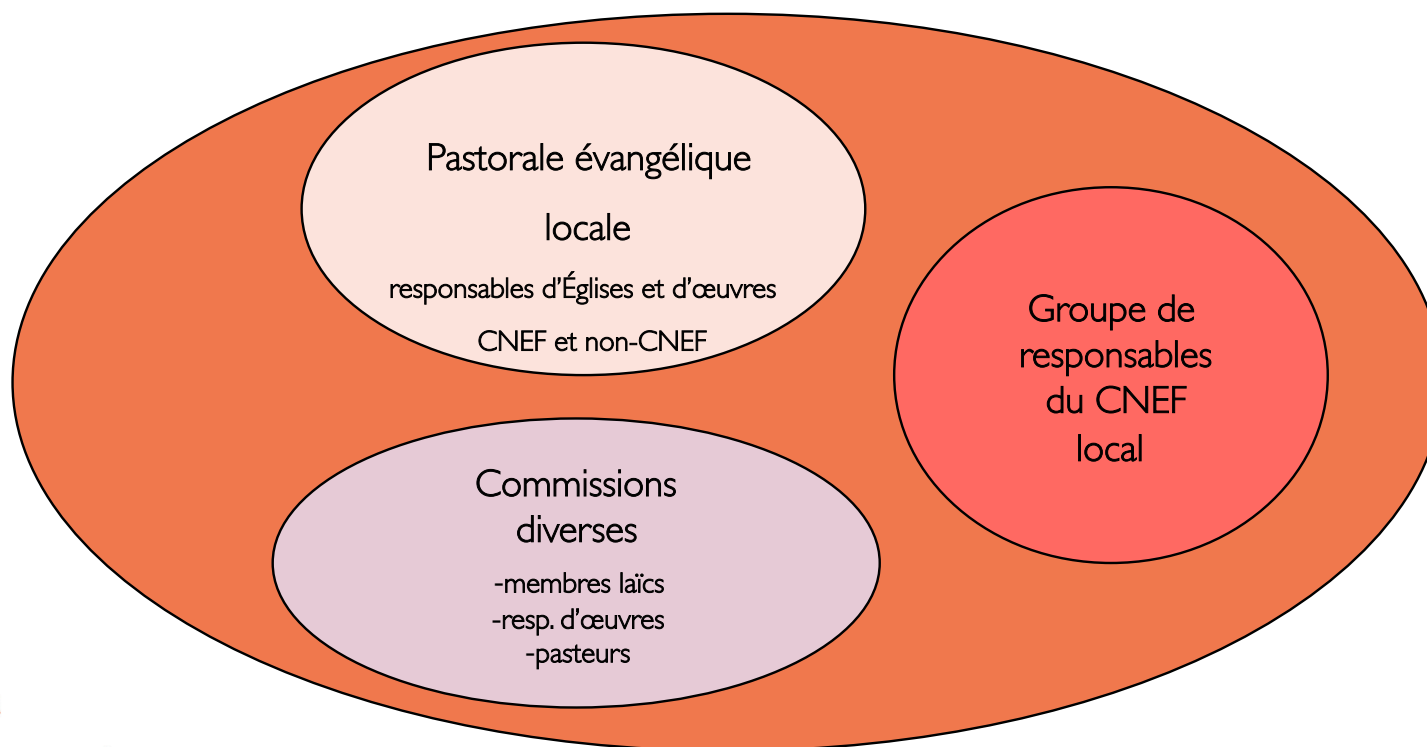 Pastorale évangélique
locale
responsables d’Églises et d’œuvres
CNEF et non-CNEF
Groupe de
responsables
du CNEF
local
Commissions
diverses
-membres laïcs
-resp. d’œuvres
-pasteurs